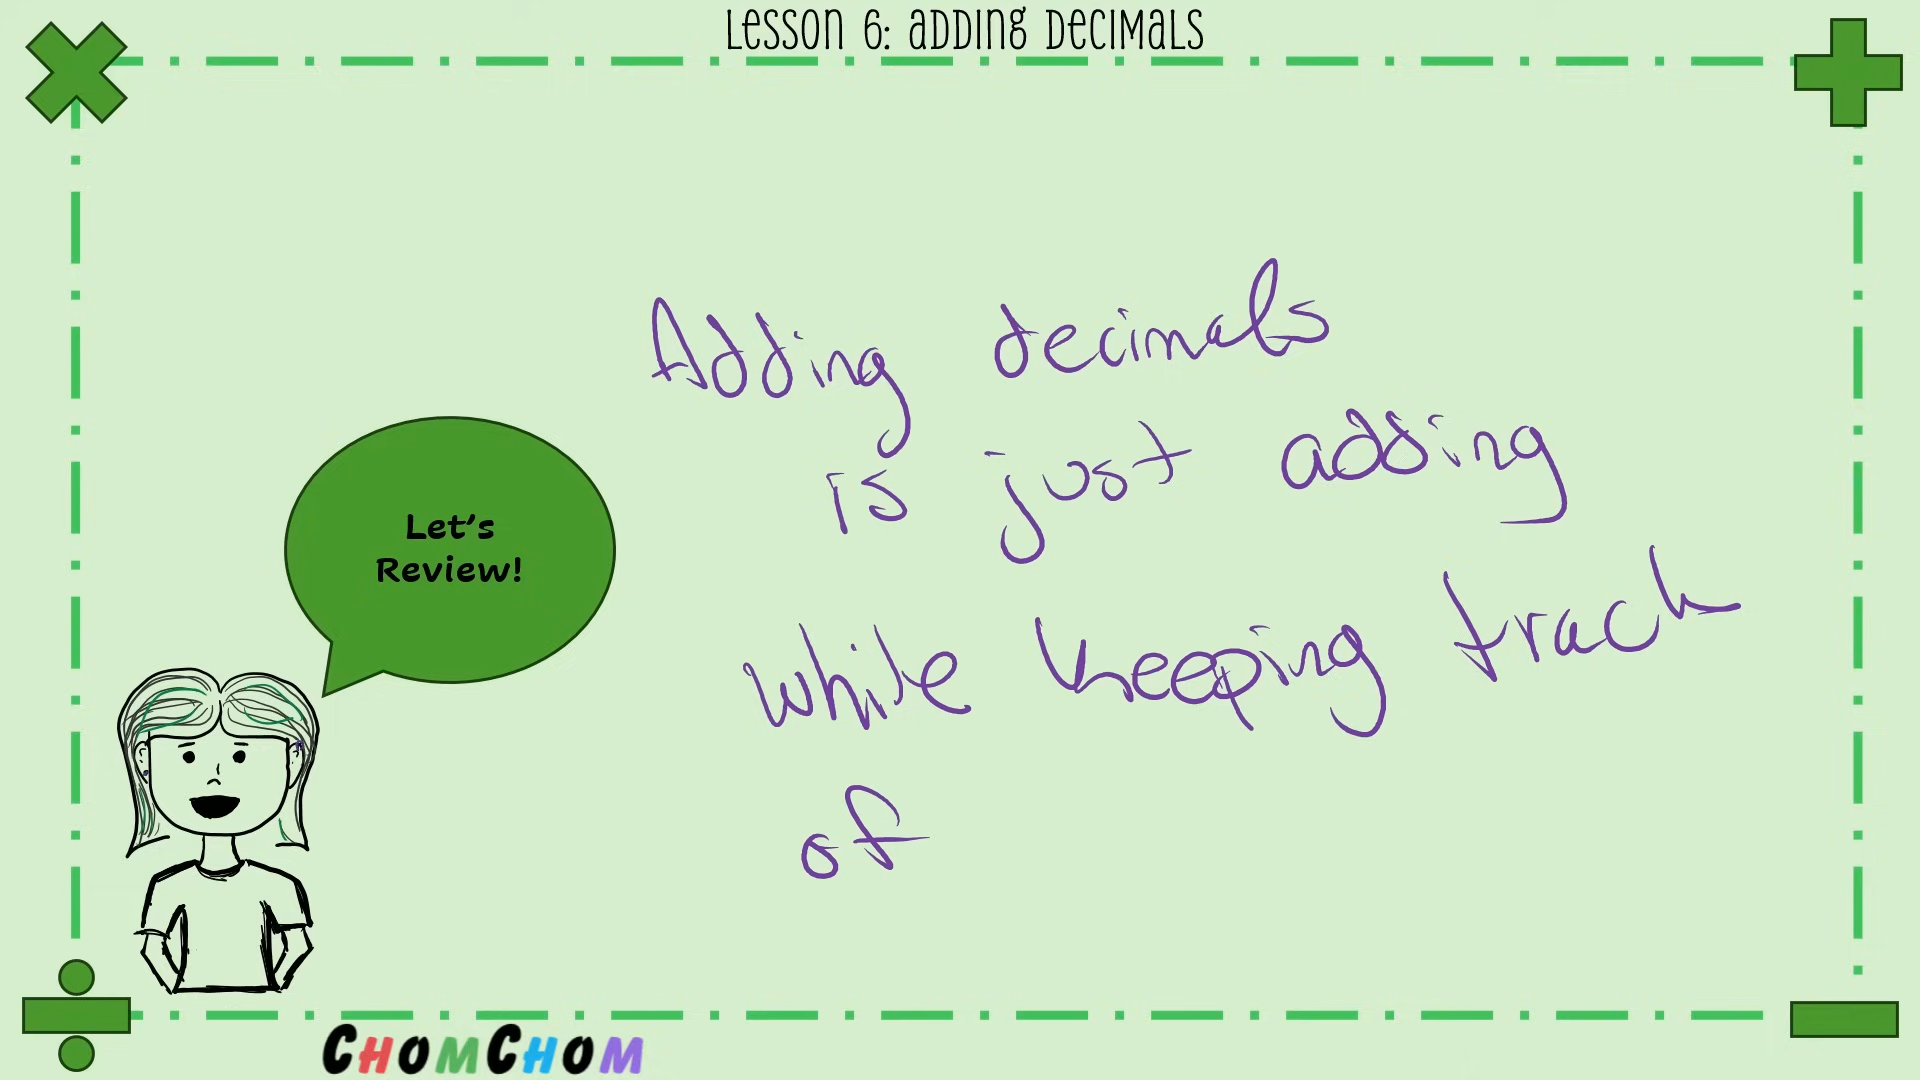 Lesson 6: adding Decimals
Adding decimals
is just adding
Let's
Review!
while keeping track
of
ChomChom